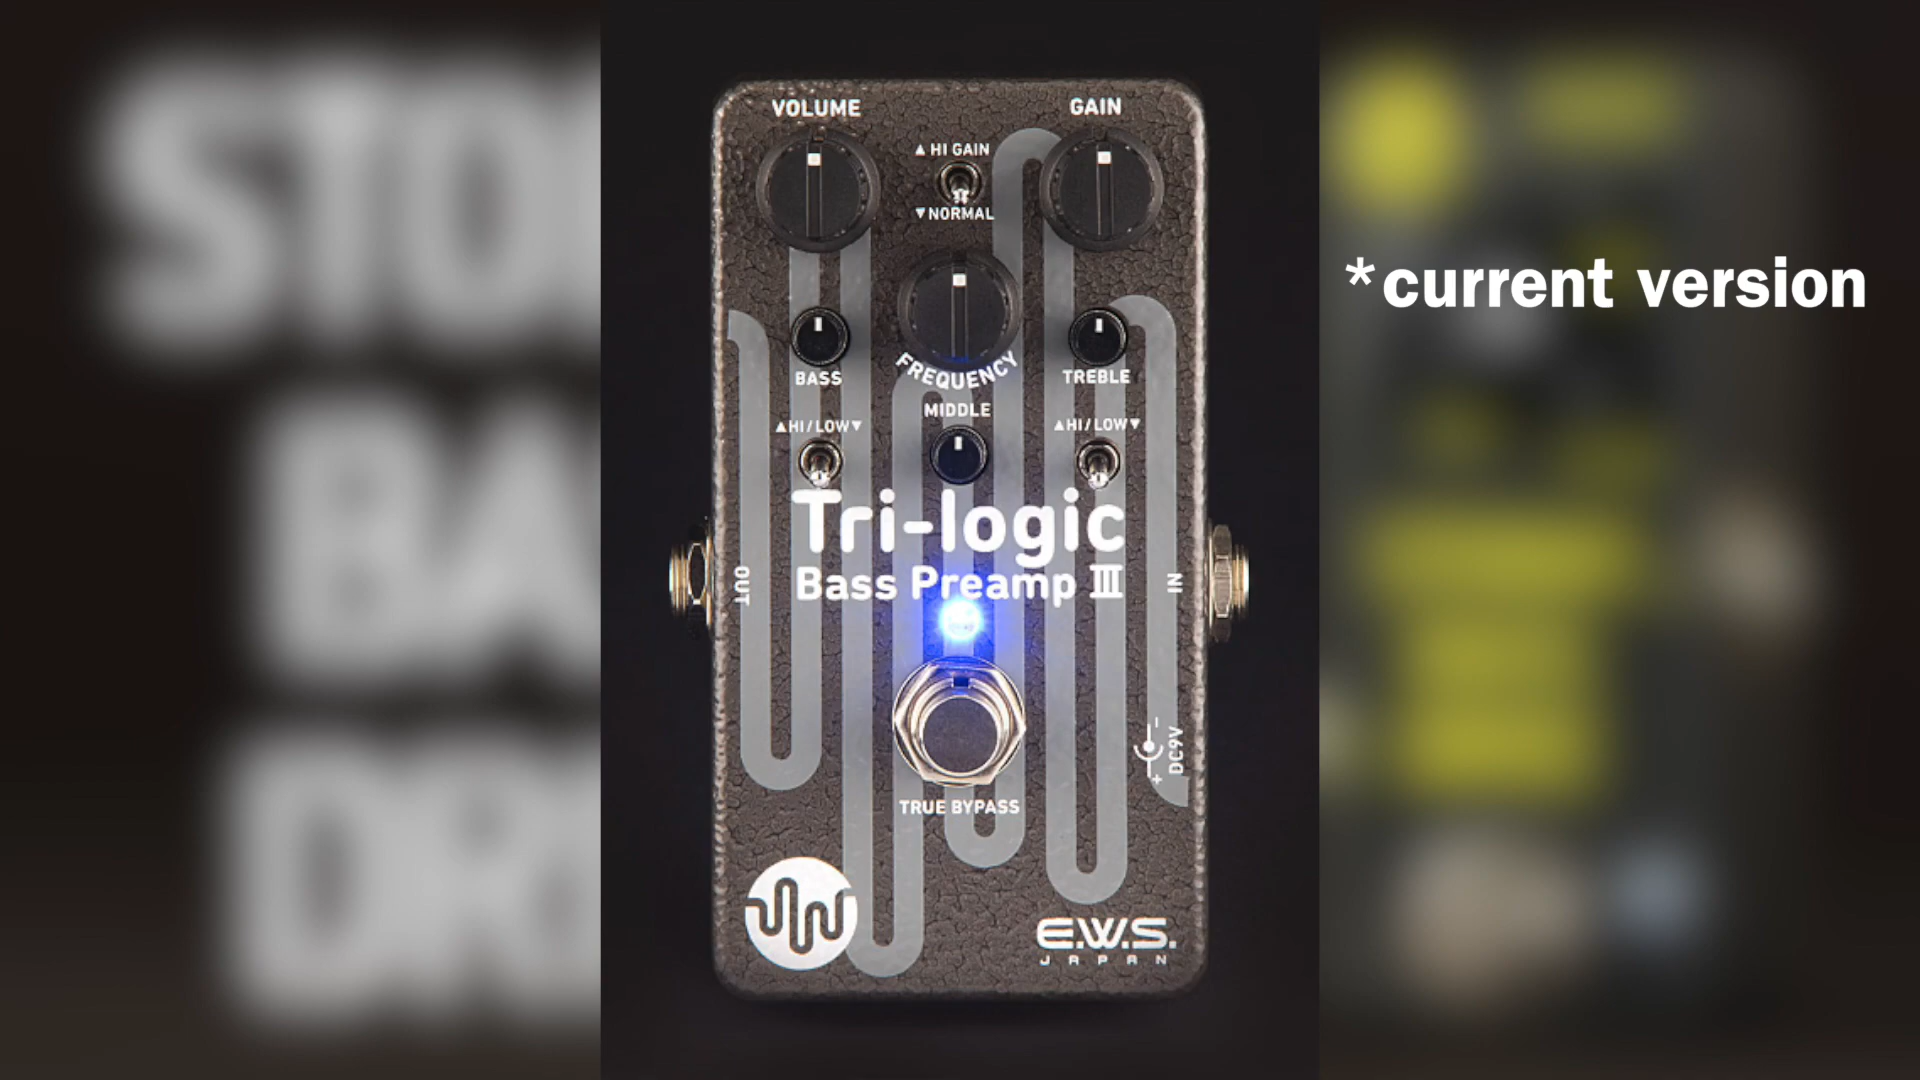 VOLUME
GAIN
▲ HI GAIN
▼NORMAL
*current version
FREQUENCY
BASS
TREBLE
MIDDLE
▲HI/LOW▼
▲HI/LOW▼
Tri-logic
Bass Preamp III
OUT
IN
- DC9V +
TRUE BYPASS
E.W.S.
JAPAN